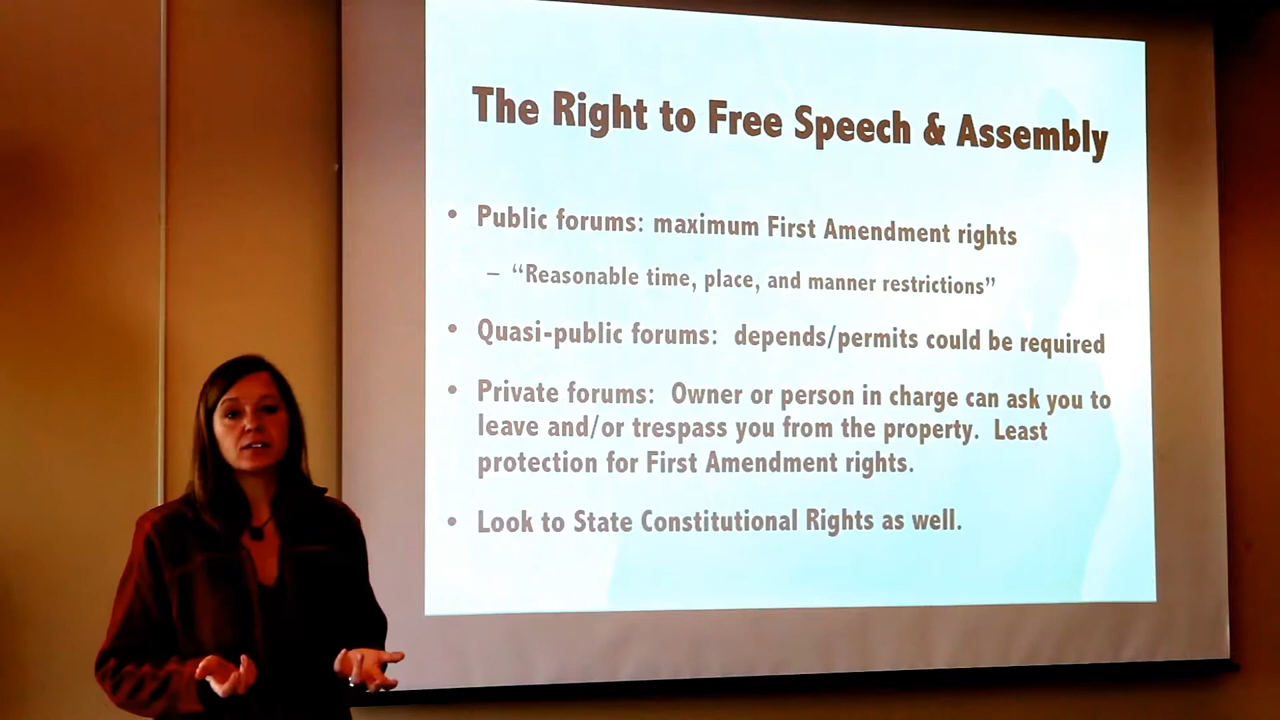 The Right to Free Speech & Assembly
• Public forums: maximum First Amendment rights
– “Reasonable time, place, and manner restrictions”
• Quasi-public forums: depends/permits could be required
• Private forums: Owner or person in charge can ask you to
leave and/or trespass you from the property. Least
protection for First Amendment rights.
• Look to State Constitutional Rights as well.